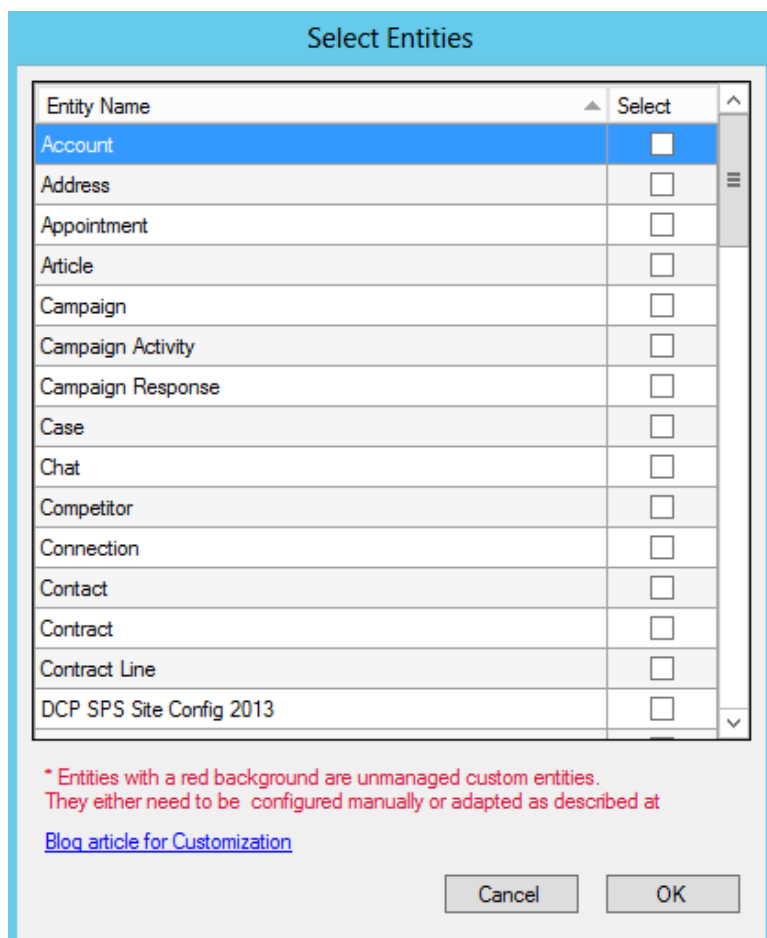 Select Entities
Entity Name Select
Account
Address
Appointment
Article
Campaign
Campaign Activity
Campaign Response
Case
Chat
Competitor
Connection
Contact
Contract
Contract Line
DCP SPS Site Config 2013
* Entities with a red background are unmanaged custom entities.
They either need to be  configured manually or adapted as described at
Blog article for Customization
Cancel OK